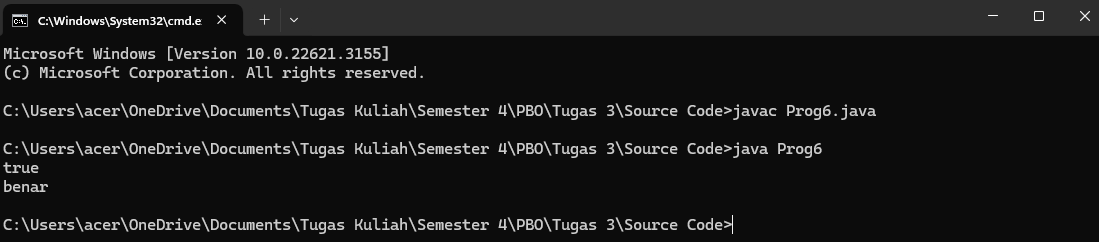 C:\Windows\System32\cmd.e
Microsoft Windows [Version 10.0.22621.3155]
(c) Microsoft Corporation. All rights reserved.
C:\Users\acer\OneDrive\Documents\Tugas Kuliah\Semester 4\PBO\Tugas 3\Source Code>javac Prog6.java
C:\Users\acer\OneDrive\Documents\Tugas Kuliah\Semester 4\PBO\Tugas 3\Source Code>java Prog6
true
benar
C:\Users\acer\OneDrive\Documents\Tugas Kuliah\Semester 4\PBO\Tugas 3\Source Code>